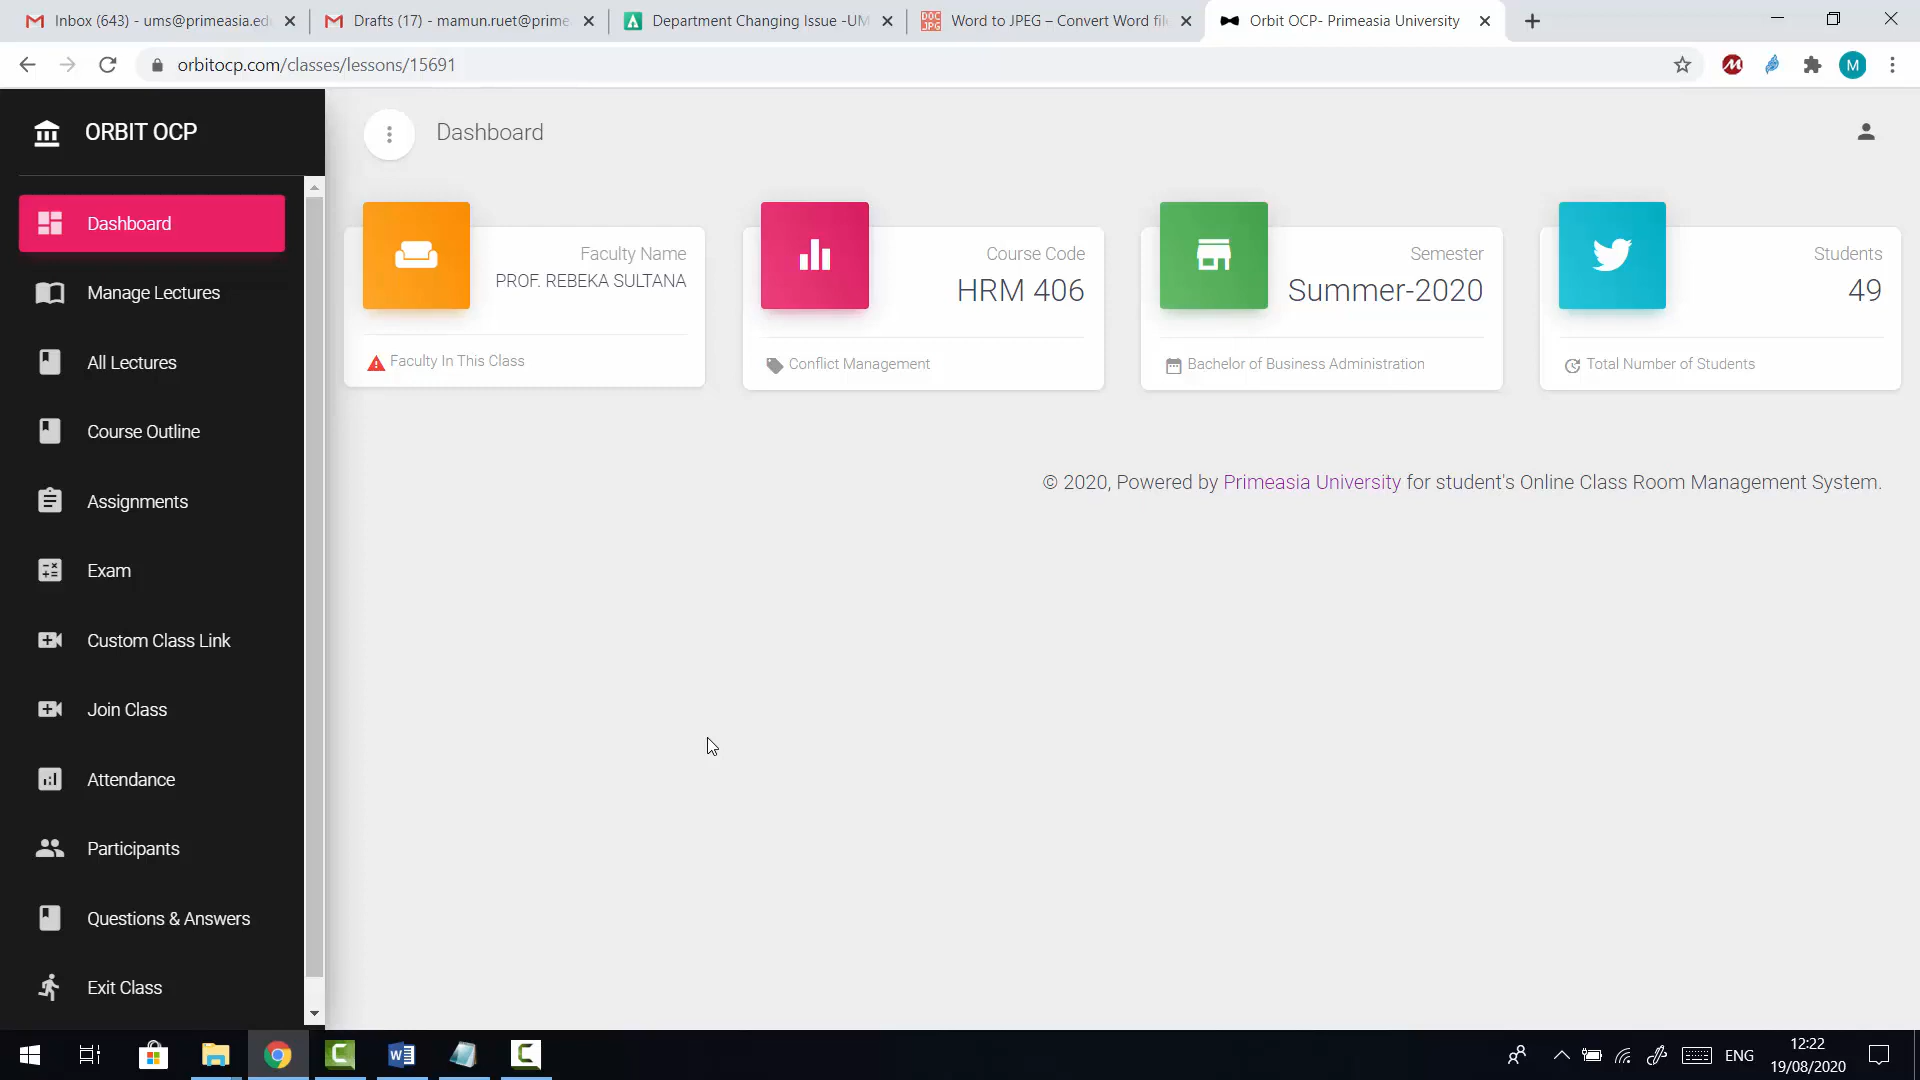 Inbox (643) - ums@primeasia.ed
Drafts (17) - mamun.ruet@prime
Department Changing Issue -UM
Word to JPEG – Convert Word fil
Orbit OCP- Primeasia University
orbitocp.com/classes/lessons/15691
M
ORBIT OCP
Dashboard
Manage Lectures
All Lectures
Course Outline
Assignments
Exam
Custom Class Link
Join Class
Attendance
Participants
Questions & Answers
Exit Class
Dashboard
Faculty Name
PROF. REBEKA SULTANA
Faculty In This Class
Course Code
HRM 406
Conflict Management
Semester
Summer-2020
Bachelor of Business Administration
Students
49
Total Number of Students
© 2020, Powered by Primeasia University for student's Online Class Room Management System.
ENG
12:22
19/08/2020